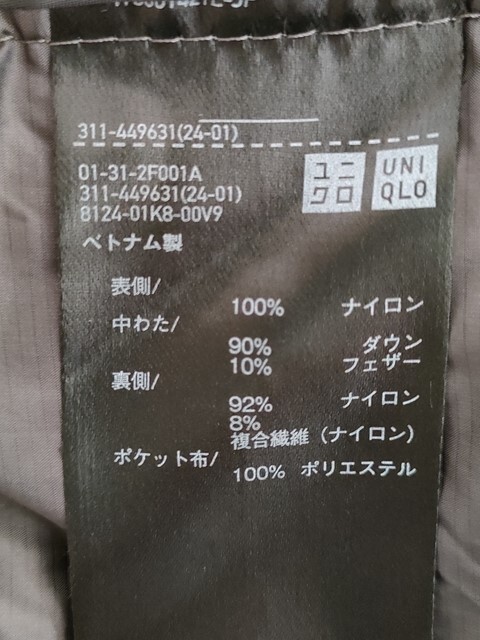 311-449631(24-01)
01-31-2F001A
311-449631(24-01)
8124-01K8-00V9
ユニ
クロ
UNI
QLO
ベトナム製
表側/
100% ナイロン
中わた/
90% ダウン
10% フェザー
裏側/
92% ナイロン
8%
複合繊維(ナイロン)
ポケット布/
100% ポリエステル